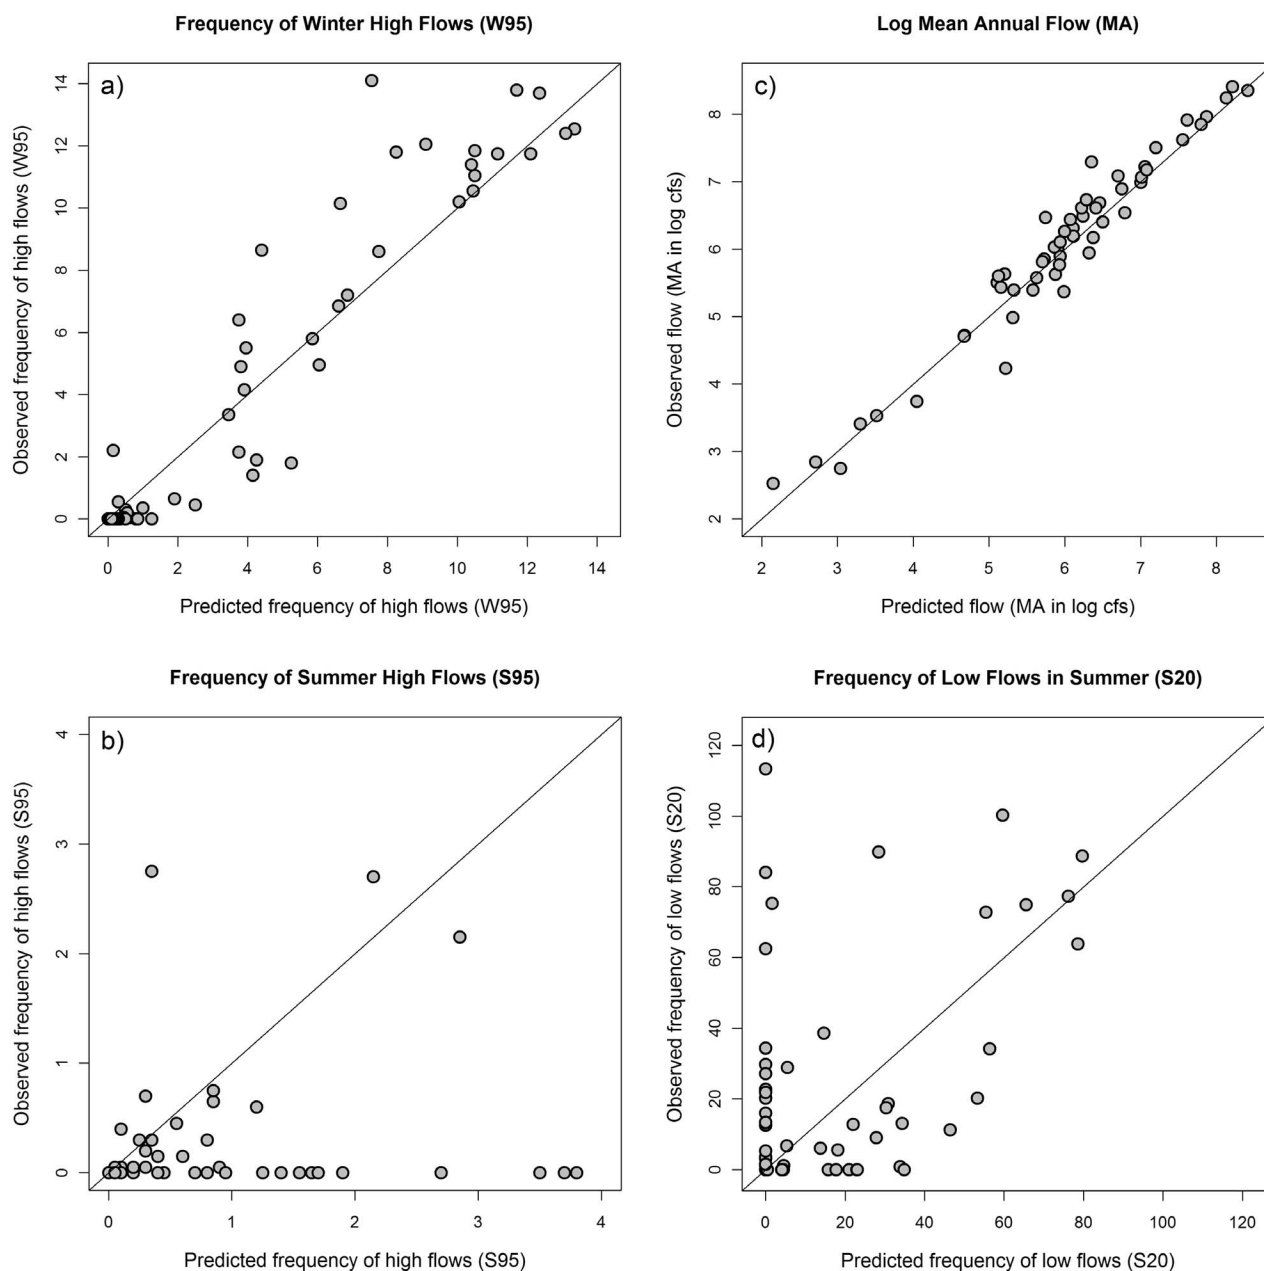 Frequency of Winter High Flows (W95)
a)
Observed frequency of high flows (W95)
14
12
10
8
6
4
2
0
0 2 4 6 8 10 12 14
Predicted frequency of high flows (W95)
Log Mean Annual Flow (MA)
c)
Observed flow (MA in log cfs)
8
7
6
5
4
3
2
2 3 4 5 6 7 8
Predicted flow (MA in log cfs)
Frequency of Summer High Flows (S95)
b)
Observed frequency of high flows (S95)
4
3
2
1
0
0 1 2 3 4
Predicted frequency of high flows (S95)
Frequency of Low Flows in Summer (S20)
d)
Observed frequency of low flows (S20)
120
100
80
60
40
20
0
0 20 40 60 80 100 120
Predicted frequency of low flows (S20)